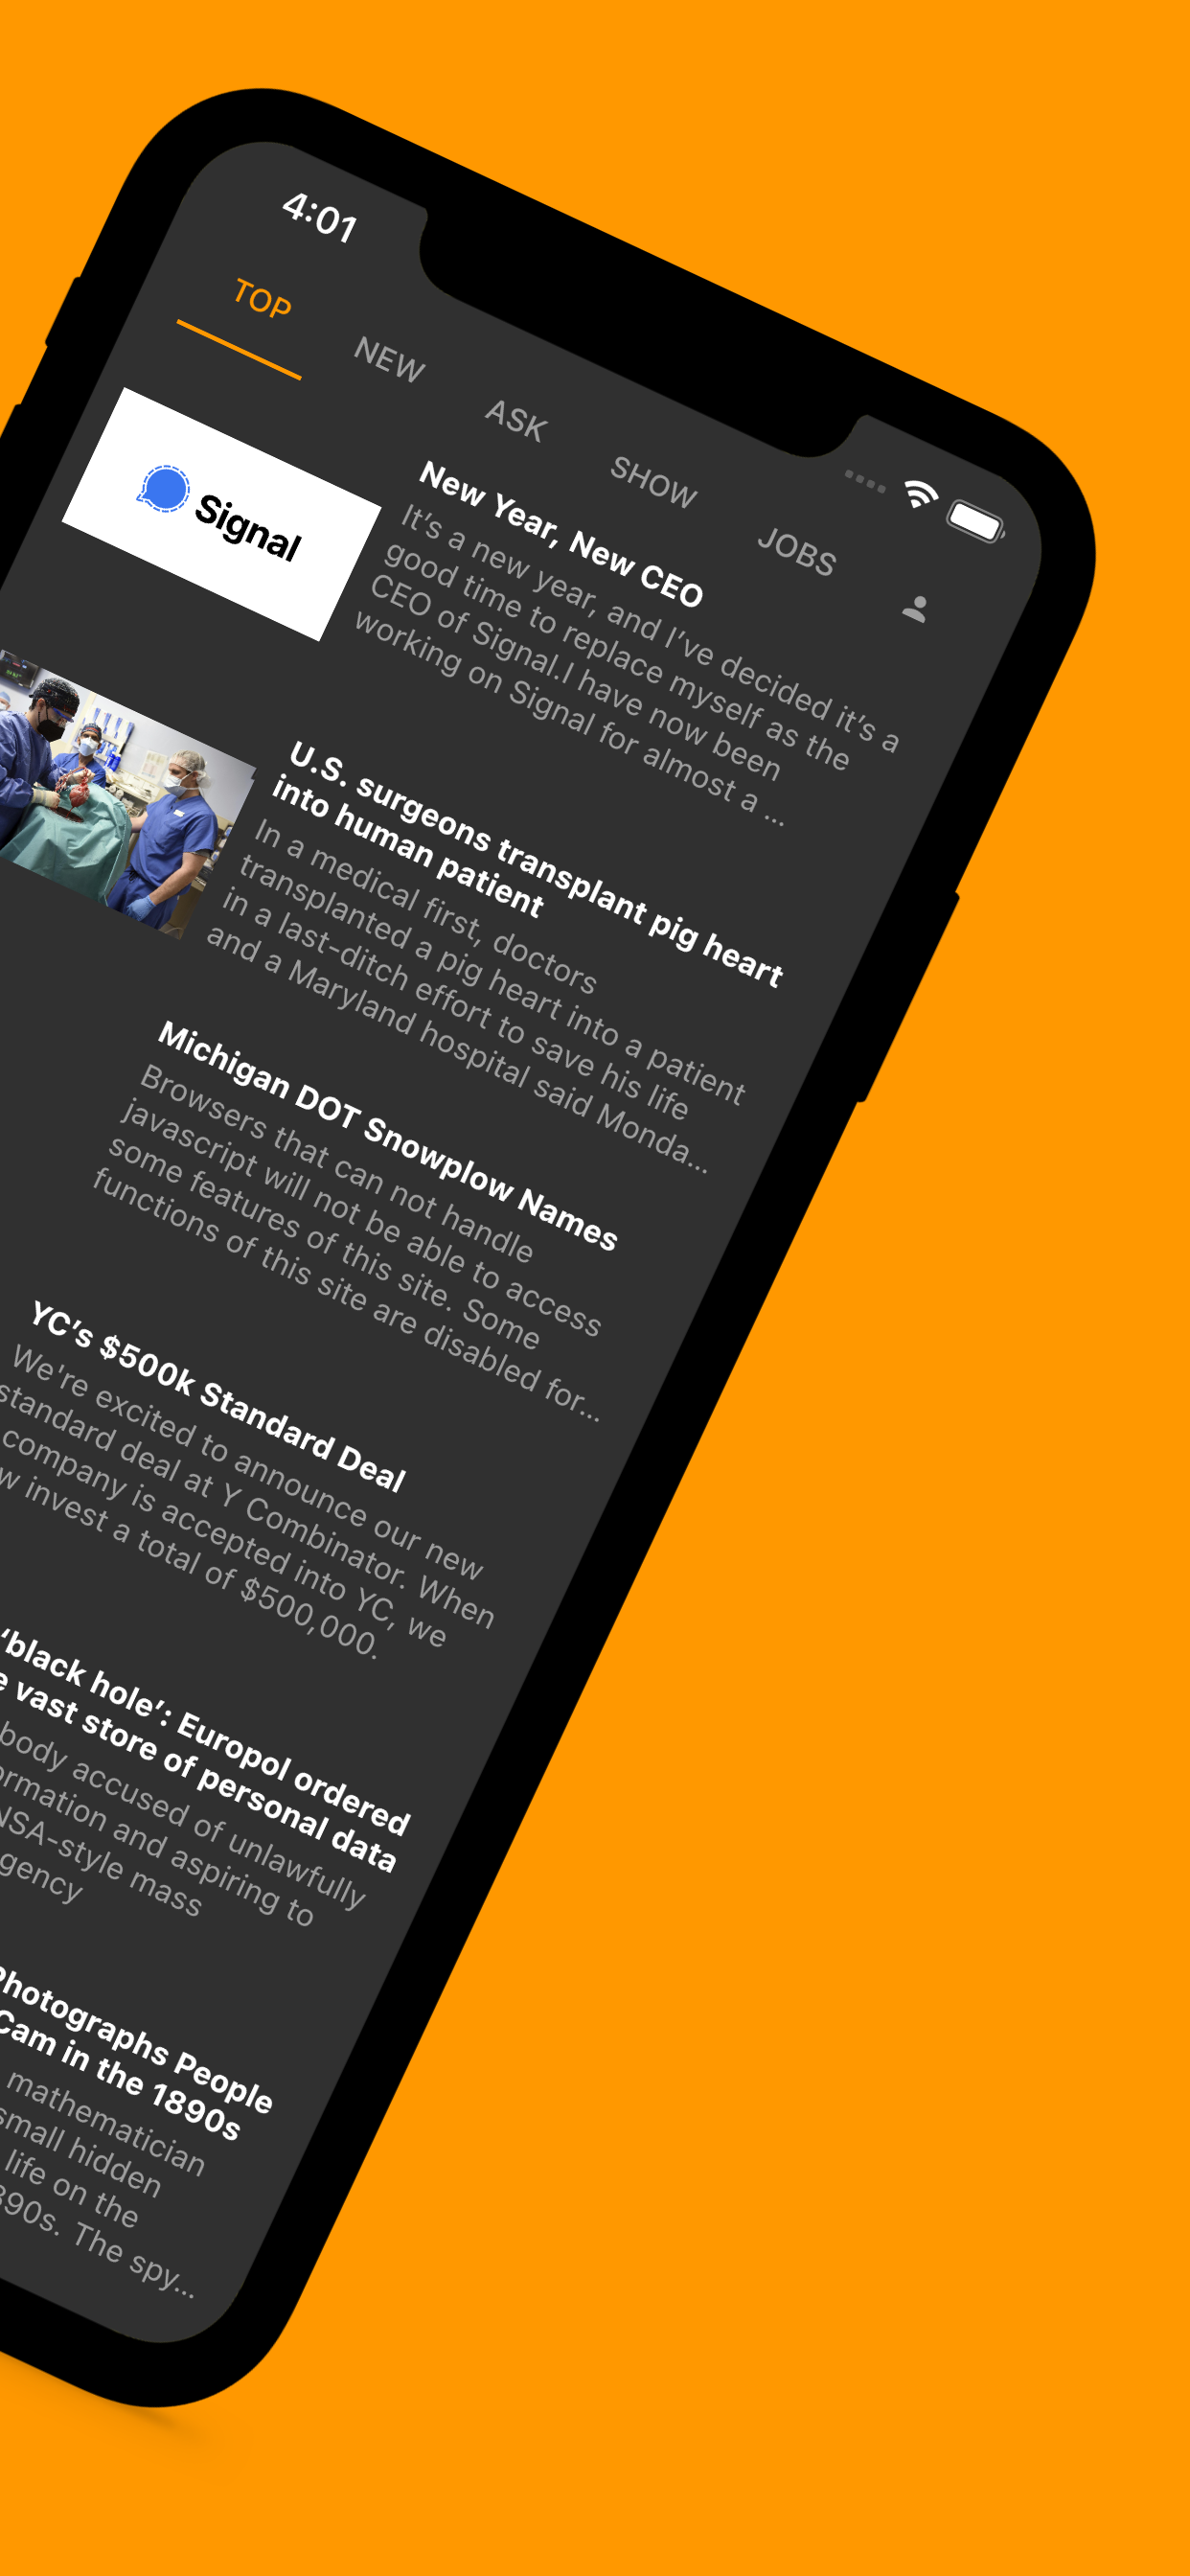 4:01
TOP
NEW
ASK
SHOW
JOBS
Signal
New Year, New CEO
It's a new year, and I've decided it's a
good time to replace myself as the
CEO of Signal.I have now been
working on Signal for almost a ...
U.S. surgeons transplant pig heart
into human patient
In a medical first, doctors
transplanted a pig heart into a patient
in a last-ditch effort to save his life
and a Maryland hospital said Monda...
Michigan DOT Snowplow Names
Browsers that can not handle
javascript will not be able to access
some features of this site. Some
functions of this site are disabled for...
YC's $500k Standard Deal
We're excited to announce our new
standard deal at Y Combinator. When
company is accepted into YC, we
invest a total of $500,000.
'black hole': Europol ordered
vast store of personal data
body accused of unlawfully
and aspiring to
NSA-style mass
Photographs People
Cam in the 1890s
mathematician
small hidden
life on the
The spy...